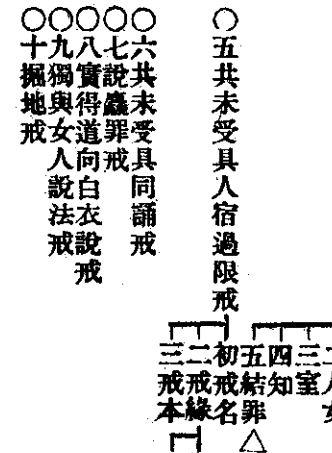 三室
四知
五結罪△
○五共未受具人宿過限戒
初戒名
二戒緣
三戒本
○六共未受具同誦戒
○七說麤罪戒
○八實得道向白衣說戒
○九獨與女人說法戒
○十掘地戒